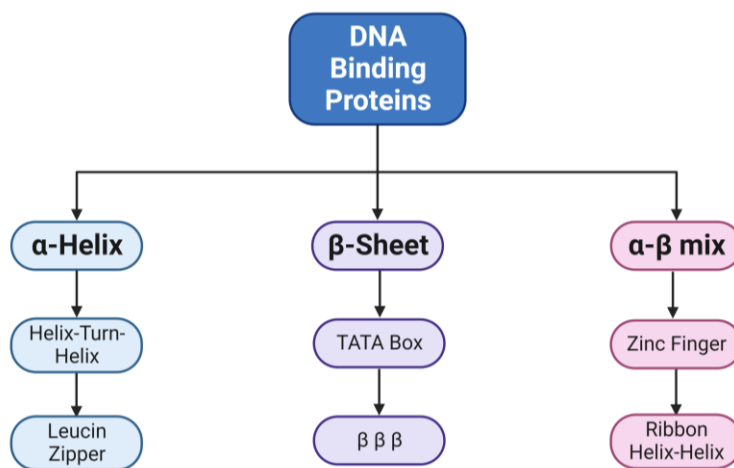 DNA
Binding
Proteins
α-Helix
β-Sheet
α-β mix
Helix-Turn-
Helix
TATA Box
Zinc Finger
Leucin
Zipper
β β β
Ribbon
Helix-Helix